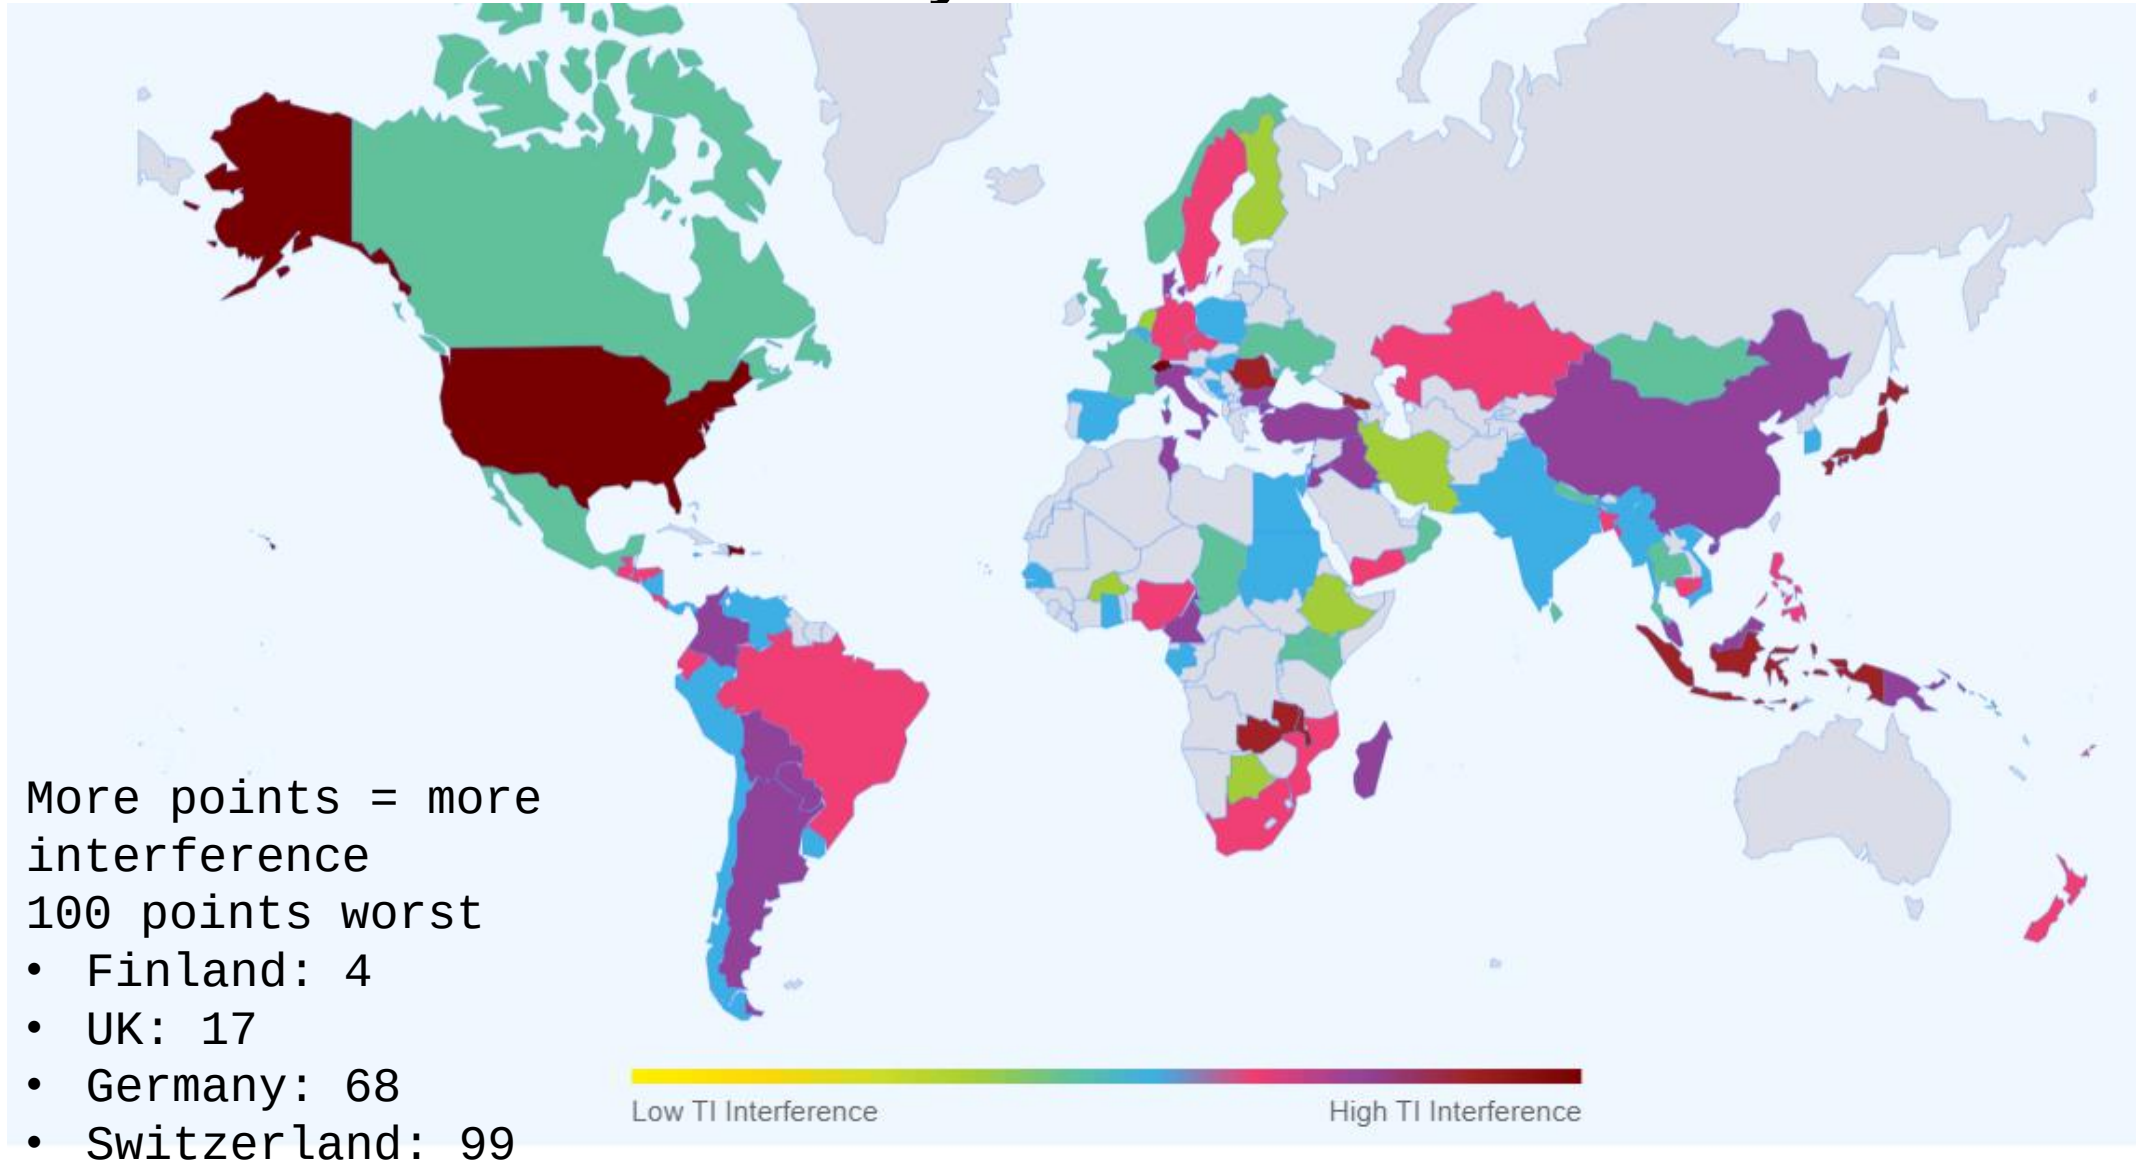 More points = more
interference
100 points worst
• Finland: 4
• UK: 17
• Germany: 68
• Switzerland: 99
Low TI Interference
High TI Interference